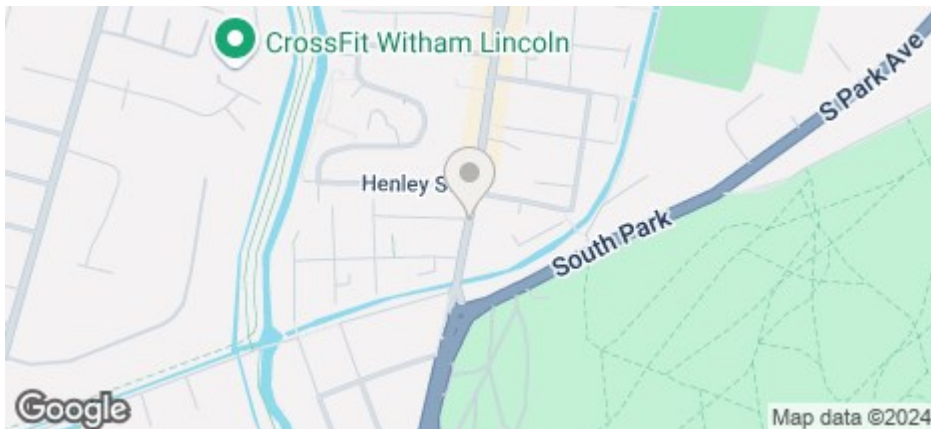 CrossFit Witham Lincoln
S Park Ave
Henley S
South Park
Google
Map data ©2024